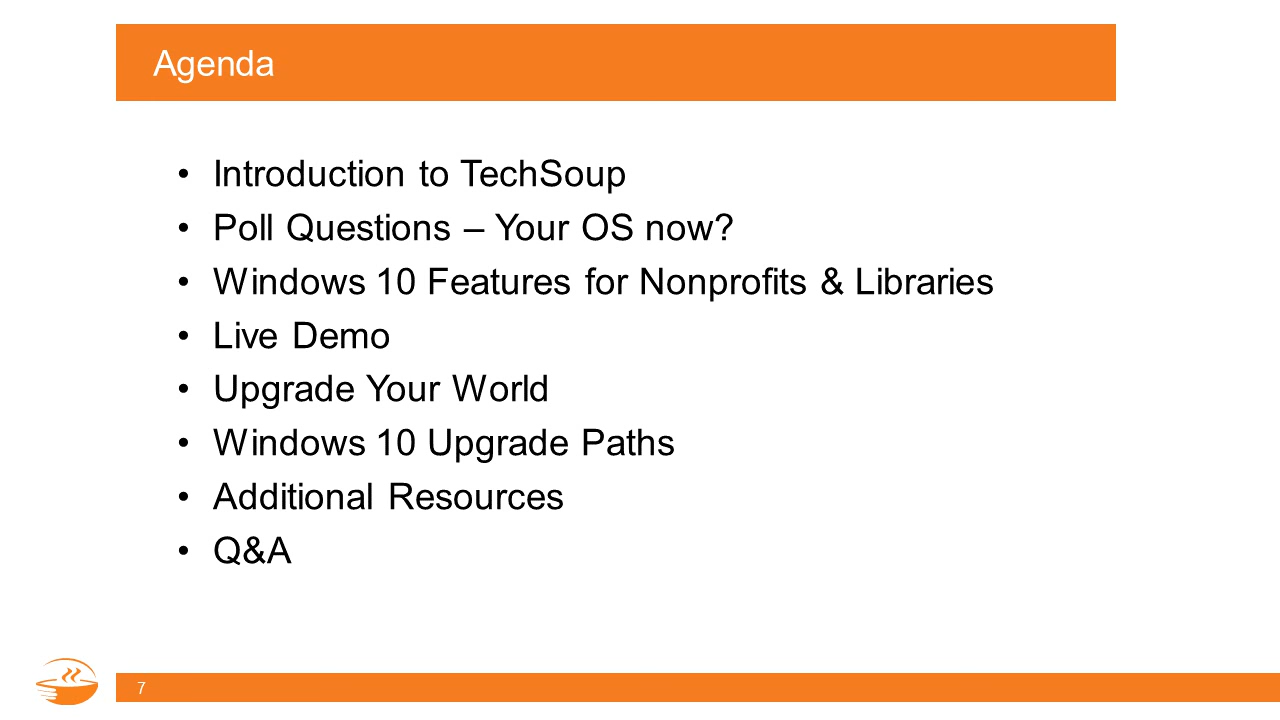 Agenda
• Introduction to TechSoup
• Poll Questions – Your OS now?
• Windows 10 Features for Nonprofits & Libraries
• Live Demo
• Upgrade Your World
• Windows 10 Upgrade Paths
• Additional Resources
• Q&A
7